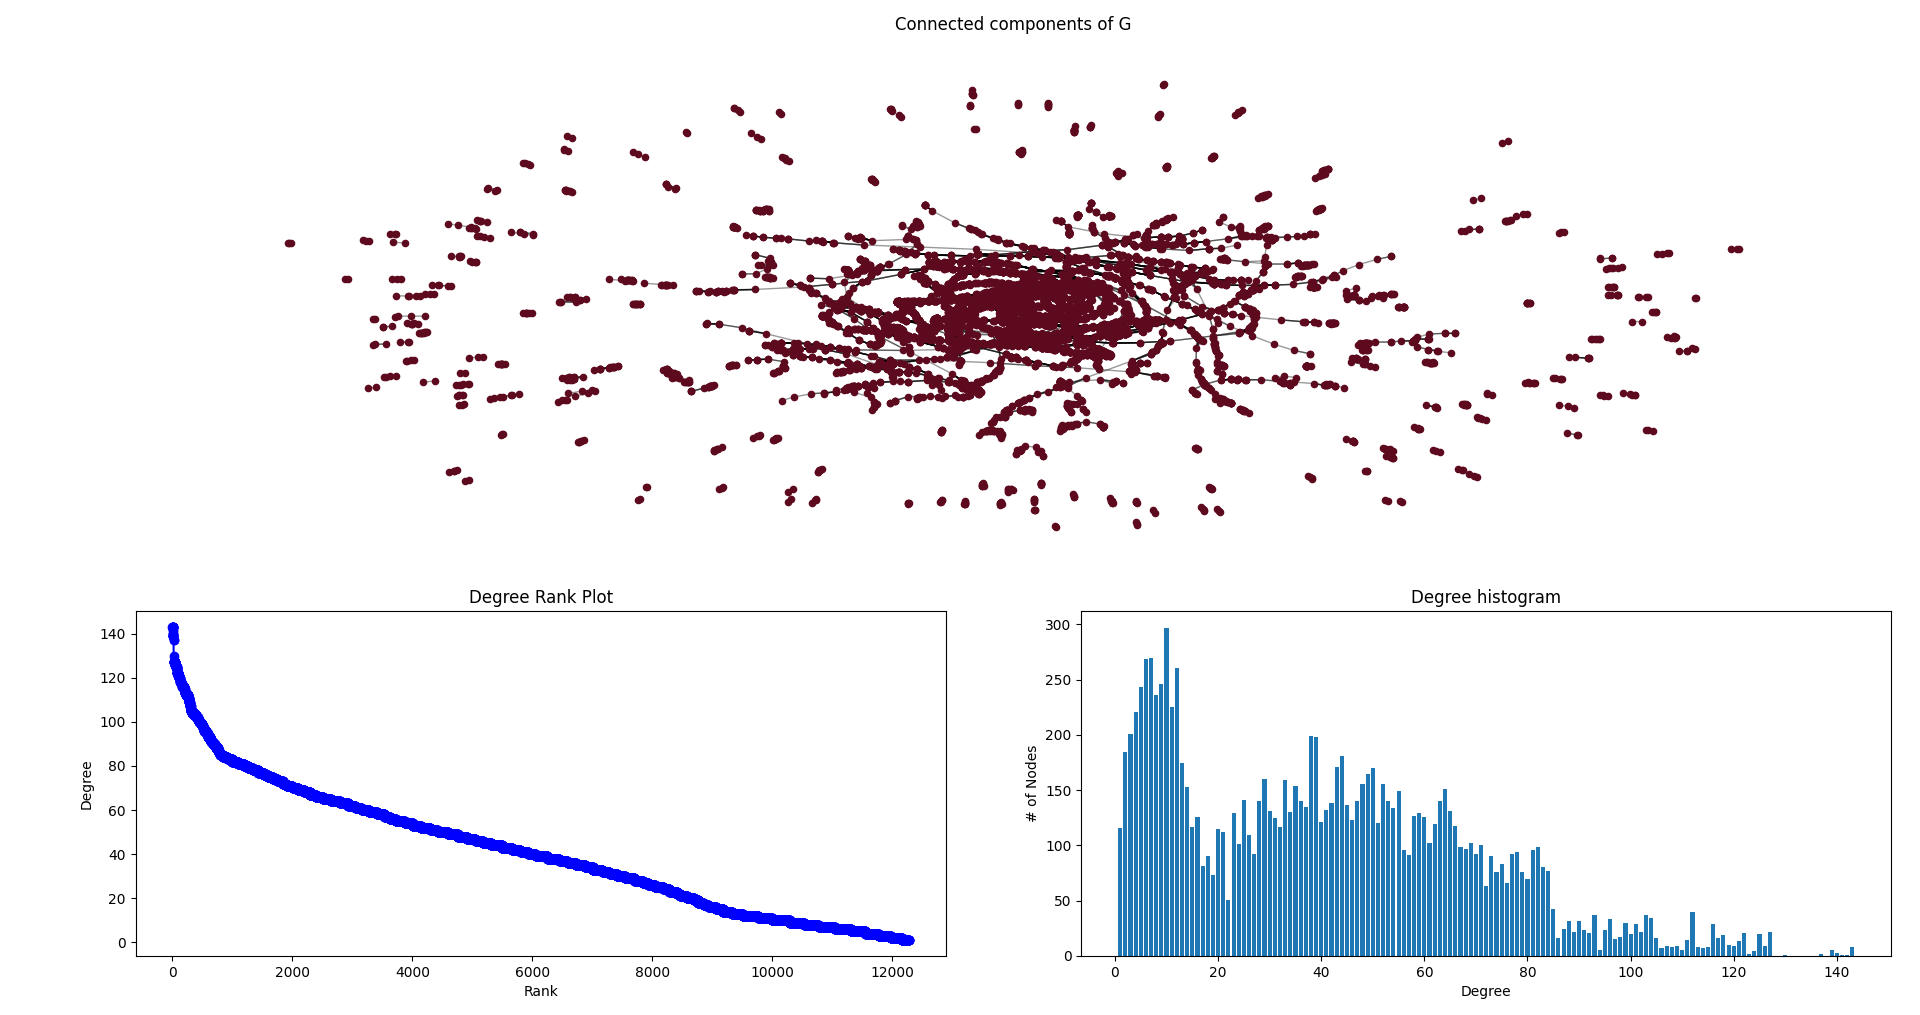 Connected components of G
Degree Rank Plot
Degree
140
120
100
80
60
40
20
0
0 2000 4000 6000 8000 10000 12000
Rank
Degree histogram
# of Nodes
300
250
200
150
100
50
0
0 20 40 60 80 100 120 140
Degree